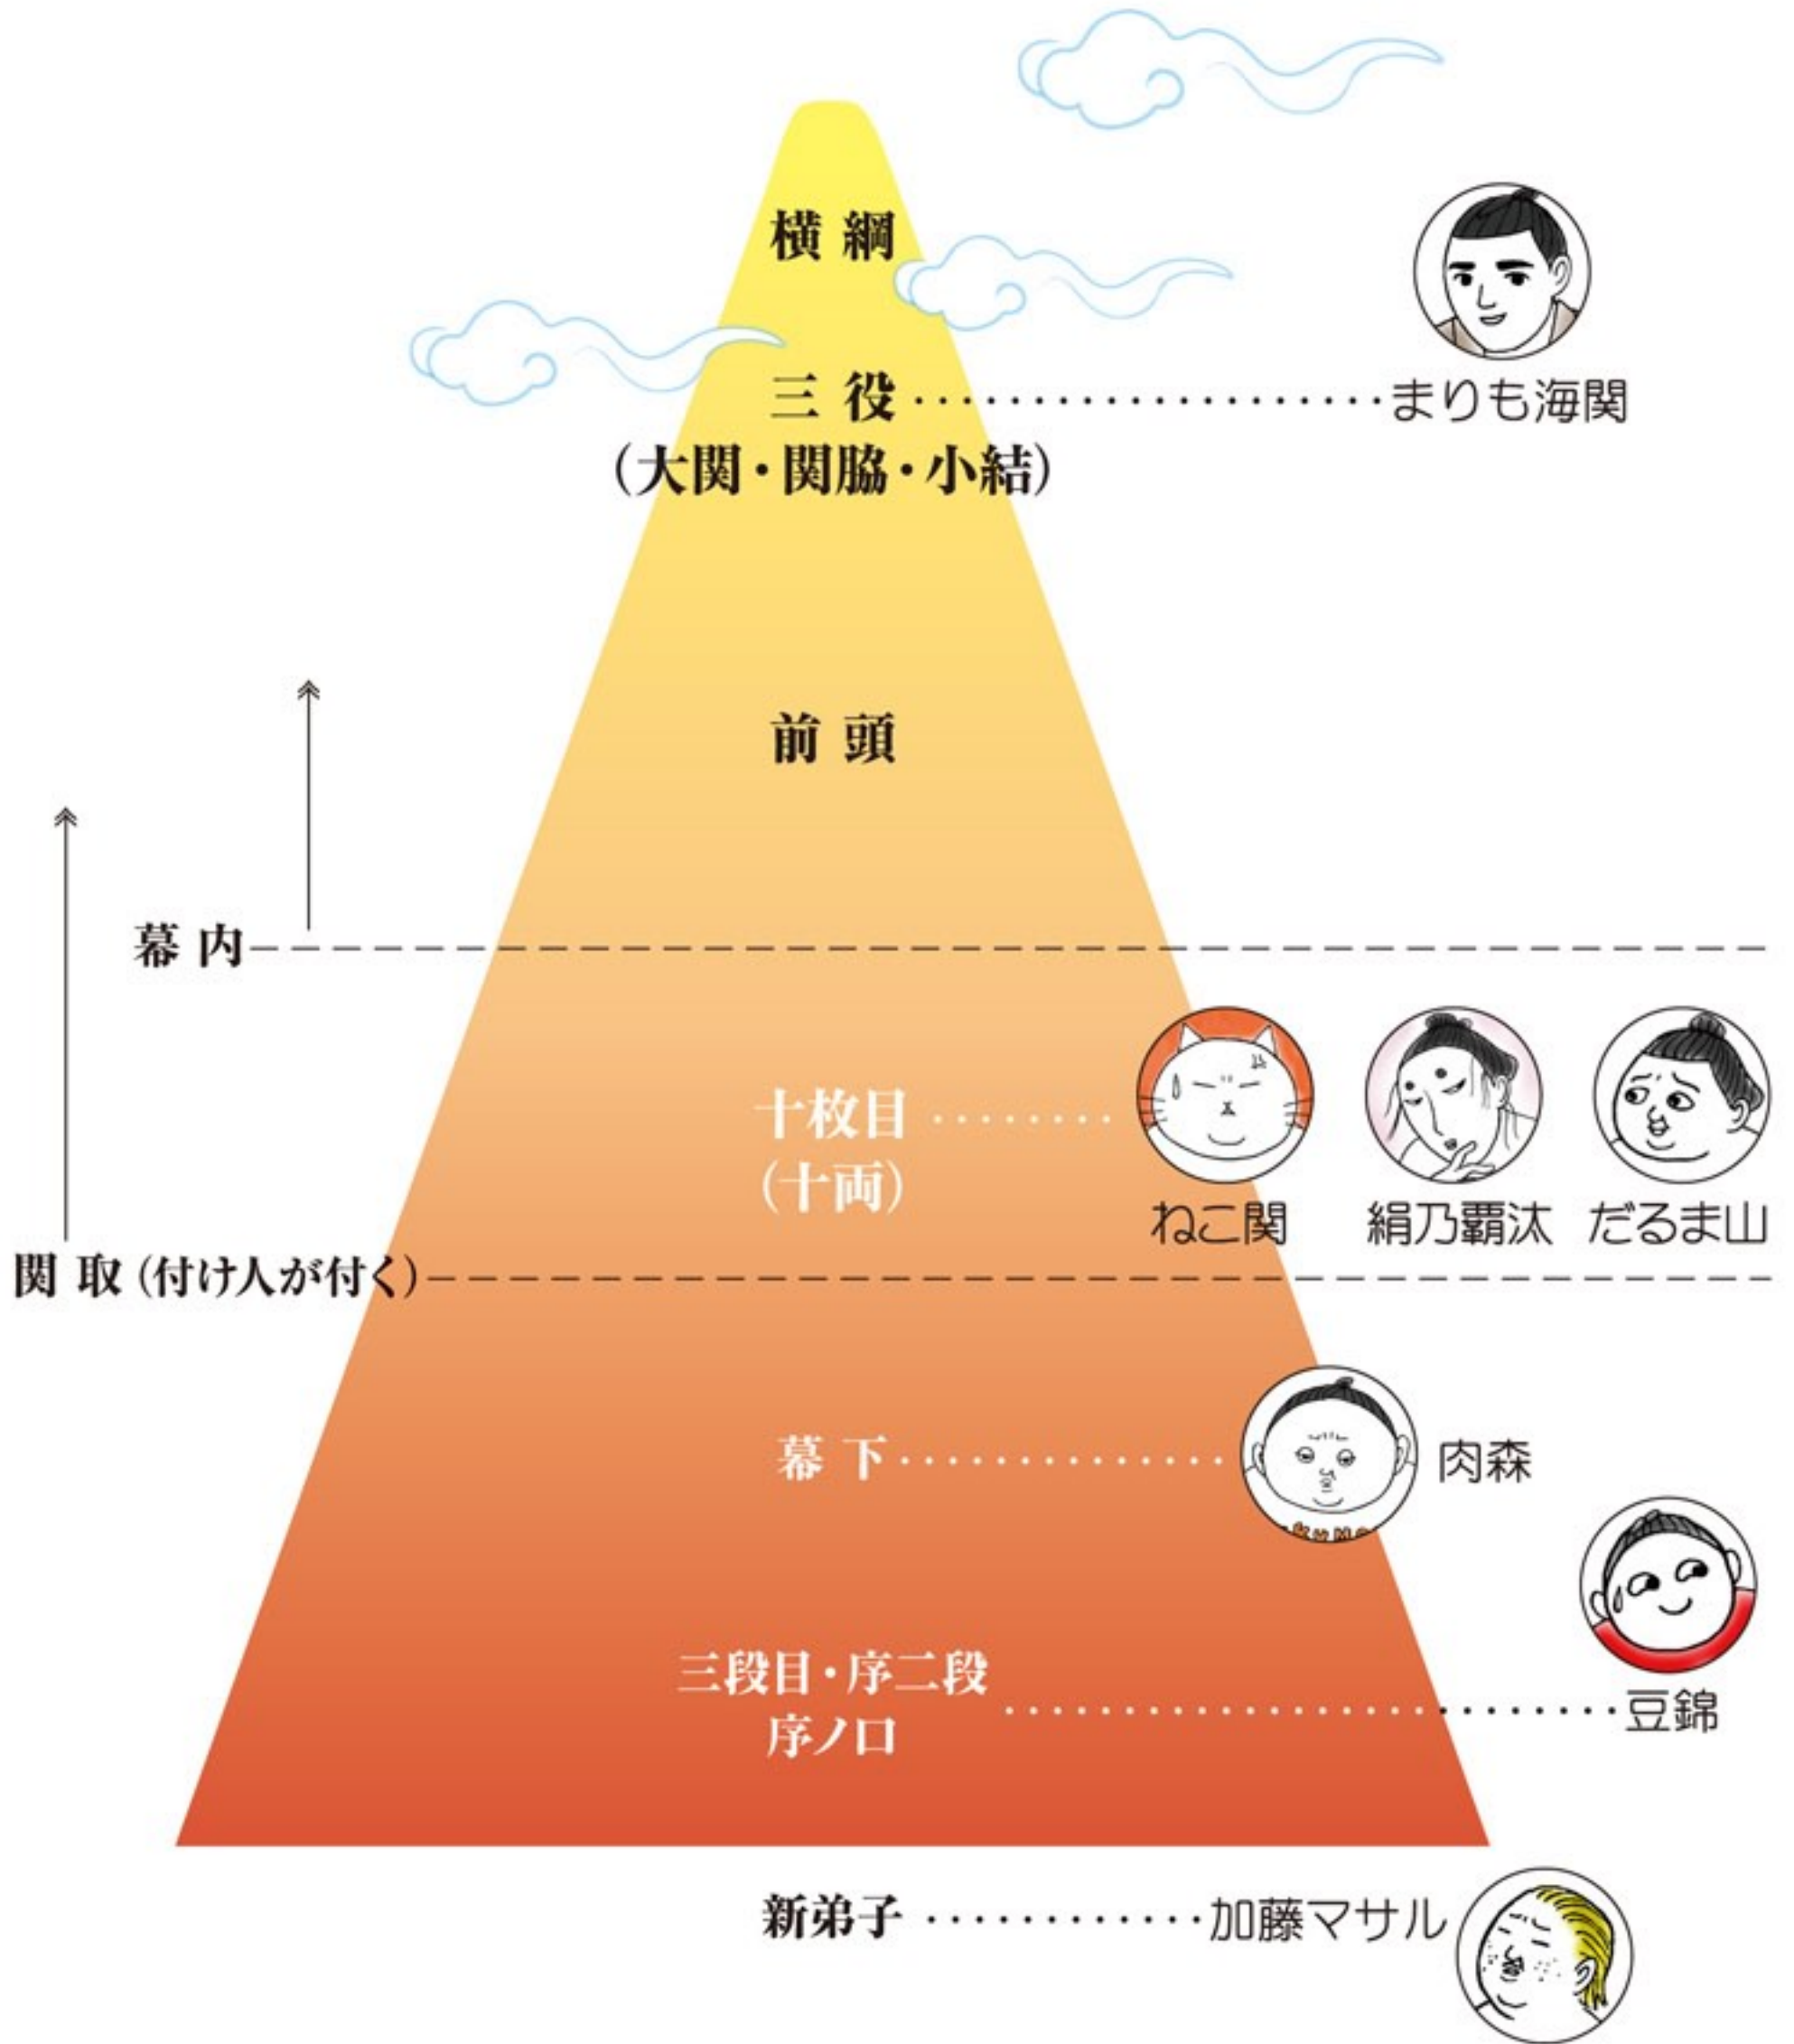 横綱
三役
まりも海関
(大関・関脇・小結)
前頭
幕内
十枚目
(十両)
ねこ関
絹乃覇汰
だるま山
関取(付け人が付く)
幕下
肉森
三段目・序二段
序ノ口
豆錦
新弟子
加藤マサル